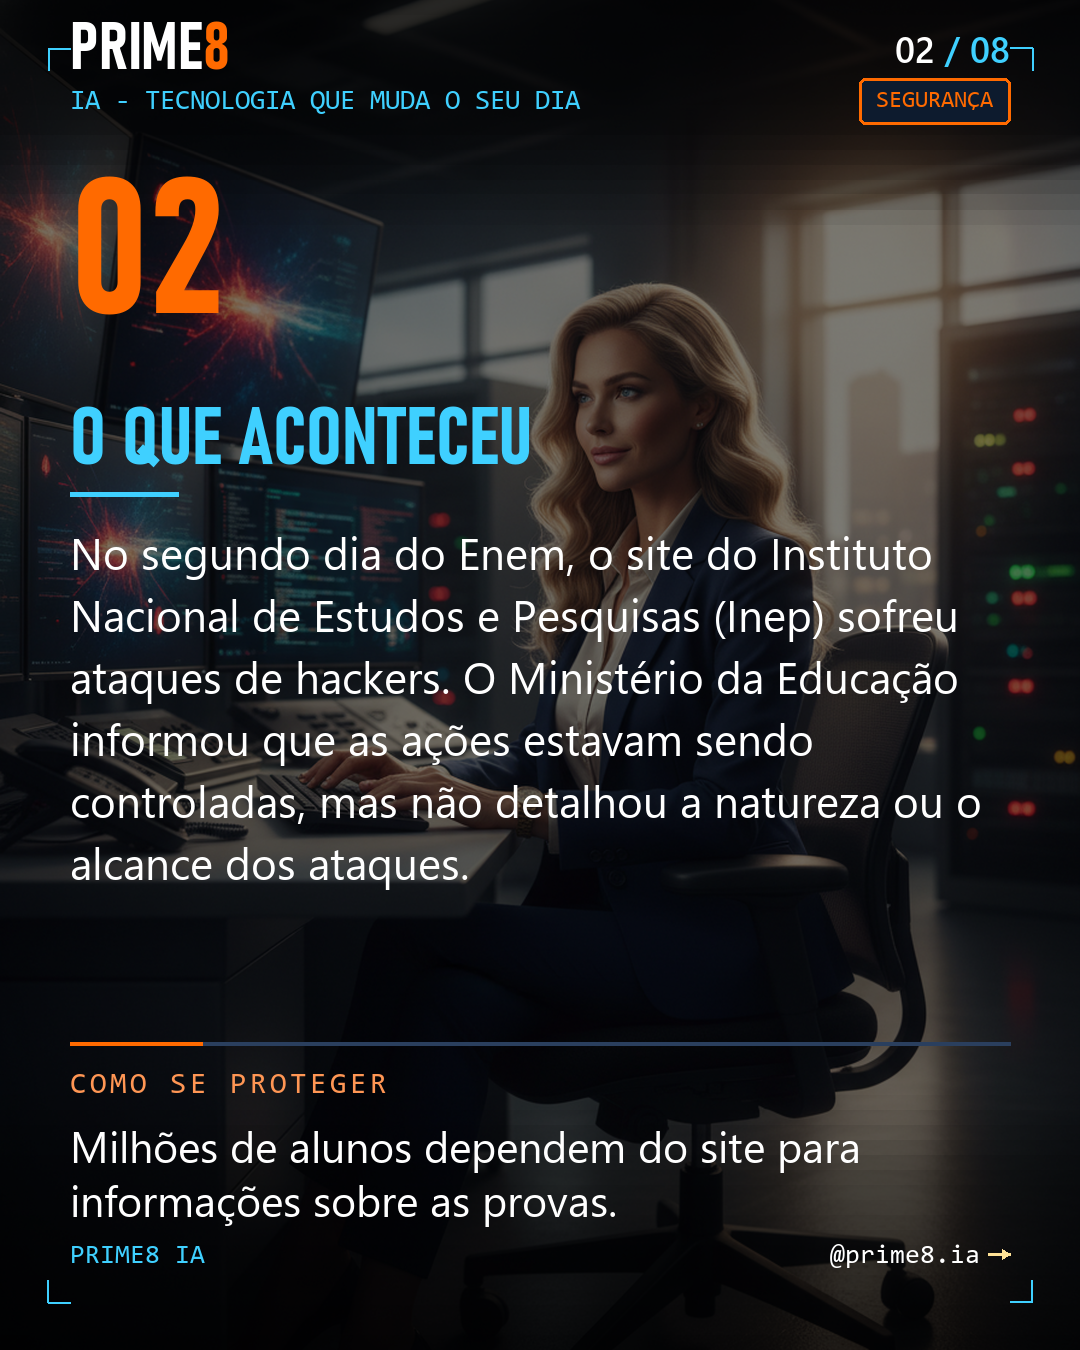 PRIME8
02 / 08
IA - TECNOLOGIA QUE MUDA O SEU DIA
SEGURANÇA
02
O QUE ACONTECEU
No segundo dia do Enem, o site do Instituto
Nacional de Estudos e Pesquisas (Inep) sofreu
ataques de hackers. O Ministério da Educação
informou que as ações estavam sendo
controladas, mas não detalhou a natureza ou o
alcance dos ataques.
COMO SE PROTEGER
Milhões de alunos dependem do site para
informações sobre as provas.
PRIME8 IA
@prime8.ia